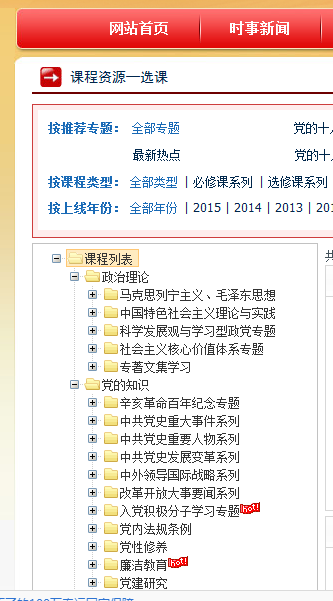 网站首页 时事新闻
课程资源—选课
按推荐专题： 全部专题 党的十
最新热点 党的十
按课程类型： 全部类型 | 必修课系列 | 选修课系列
按上线年份： 全部年份 | 2015 | 2014 | 2013 | 201
课程列表
政治理论
马克思列宁主义、毛泽东思想
中国特色社会主义理论与实践
科学发展观与学习型政党专题
社会主义核心价值体系专题
专著文集学习
党的知识
辛亥革命百年纪念专题
中共党史重大事件系列
中共党史重要人物系列
中共党史发展变革系列
中外领导国际战略系列
改革开放大事要闻系列
入党积极分子学习专题 hot!
党内法规条例
党性修养
廉洁教育 hot!
党建研究